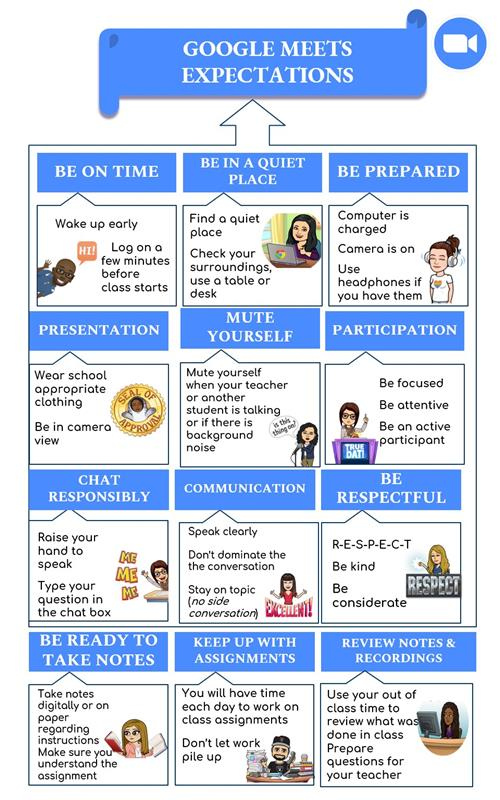 GOOGLE MEETS
EXPECTATIONS
BE ON TIME
Wake up early
HI!
Log on a
few minutes
before
class starts
BE IN A QUIET
PLACE
Find a quiet
place
Check your
surroundings,
use a table or
desk
BE PREPARED
Computer is
charged
Camera is on
Use
headphones if
you have them
PRESENTATION
Wear school
appropriate
clothing
Be in camera
view
SEAL OF
APPROVAL
MUTE
YOURSELF
Mute yourself
when your teacher
or another
student is talking
or if there is
background
noise
is this
thing on?
PARTICIPATION
Be focused
Be attentive
Be an active
participant
TRUE
DAT!
CHAT
RESPONSIBLY
Raise your
hand to
speak
Type your
question in
the chat box
ME
ME
ME
COMMUNICATION
Speak clearly
Don't dominate the
the conversation
Stay on topic
(no side
conversation)
EXCELLENT!
BE
RESPECTFUL
R-E-S-P-E-C-T
Be kind
Be
considerate
RESPECT
BE READY TO
TAKE NOTES
Take notes
digitally or on
paper
regarding
instructions
Make sure you
understand the
assignment
KEEP UP WITH
ASSIGNMENTS
You will have time
each day to work on
class assignments
Don't let work
pile up
REVIEW NOTES &
RECORDINGS
Use your out of
class time to
review what was
done in class
Prepare
questions for
your teacher